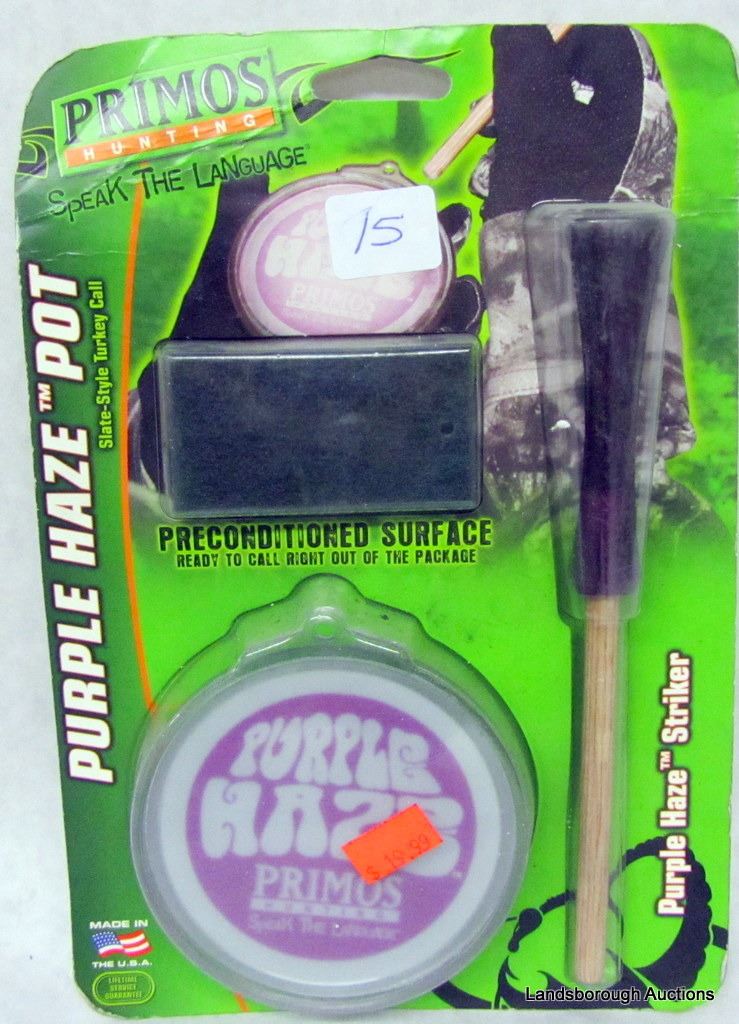 PRIMOS
HUNTING
SpEaK THE LANGUAGE
15
HAZE
PRIMOS
PURPLE HAZE™ POT
Slate-Style Turkey Call
PRECONDITIONED SURFACE
READY TO CALL RIGHT OUT OF THE PACKAGE
PURPLE
HAZE™
PRIMOS
HUNTING
SpEaK THE LANGUAGE
$ 19.99
Purple Haze™ Striker
MADE IN
THE U.S.A.
LIFETIME
SERVICE
GUARANTEE
Landsborough Auctions